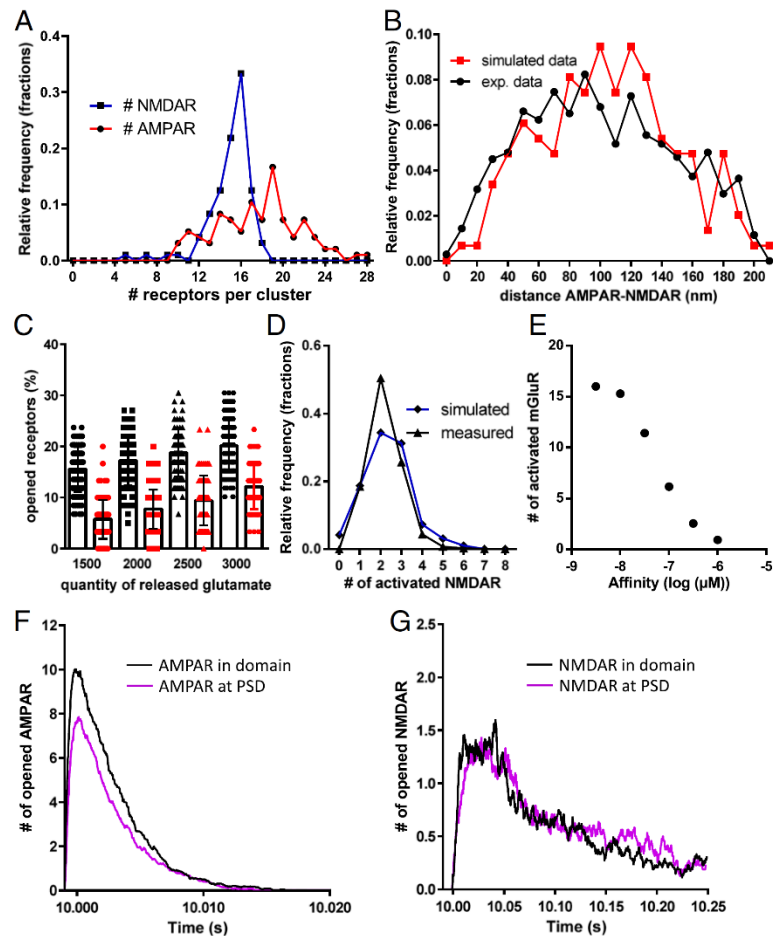 A
Relative frequency (fractions)
0.5
0.4
0.3
0.2
0.1
0.0
# NMDAR
# AMPAR
0 4 8 12 16 20 24 28
# receptors per cluster
B
Relative frequency (fractions)
0.10
0.08
0.06
0.04
0.02
0.00
simulated data
exp. data
0 20 40 60 80 100 120 140 160 180 200
distance AMPAR-NMDAR (nm)
C
opened receptors (%)
40
30
20
10
0
1500 2000 2500 3000
quantity of released glutamate
D
Relative frequency (fractions)
0.6
0.4
0.2
0.0
simulated
measured
0 1 2 3 4 5 6 7 8
# of activated NMDAR
E
# of activated mGluR
20
15
10
5
0
-9 -8 -7 -6 -5
Affinity (log (µM))
F
# of opened AMPAR
12
10
8
6
4
2
0
AMPAR in domain
AMPAR at PSD
10.000 10.010 10.020
Time (s)
G
# of opened NMDAR
2.5
2.0
1.5
1.0
0.5
0.0
NMDAR in domain
NMDAR at PSD
10.00 10.05 10.10 10.15 10.20 10.25
Time (s)